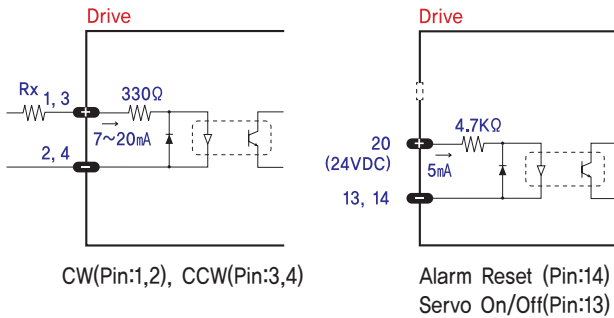 Drive
Rx
1, 3
330Ω
7~20mA
2, 4
CW(Pin:1,2), CCW(Pin:3,4)
Drive
20
(24VDC)
4.7KΩ
5mA
13, 14
Alarm Reset (Pin:14)
Servo On/Off(Pin:13)